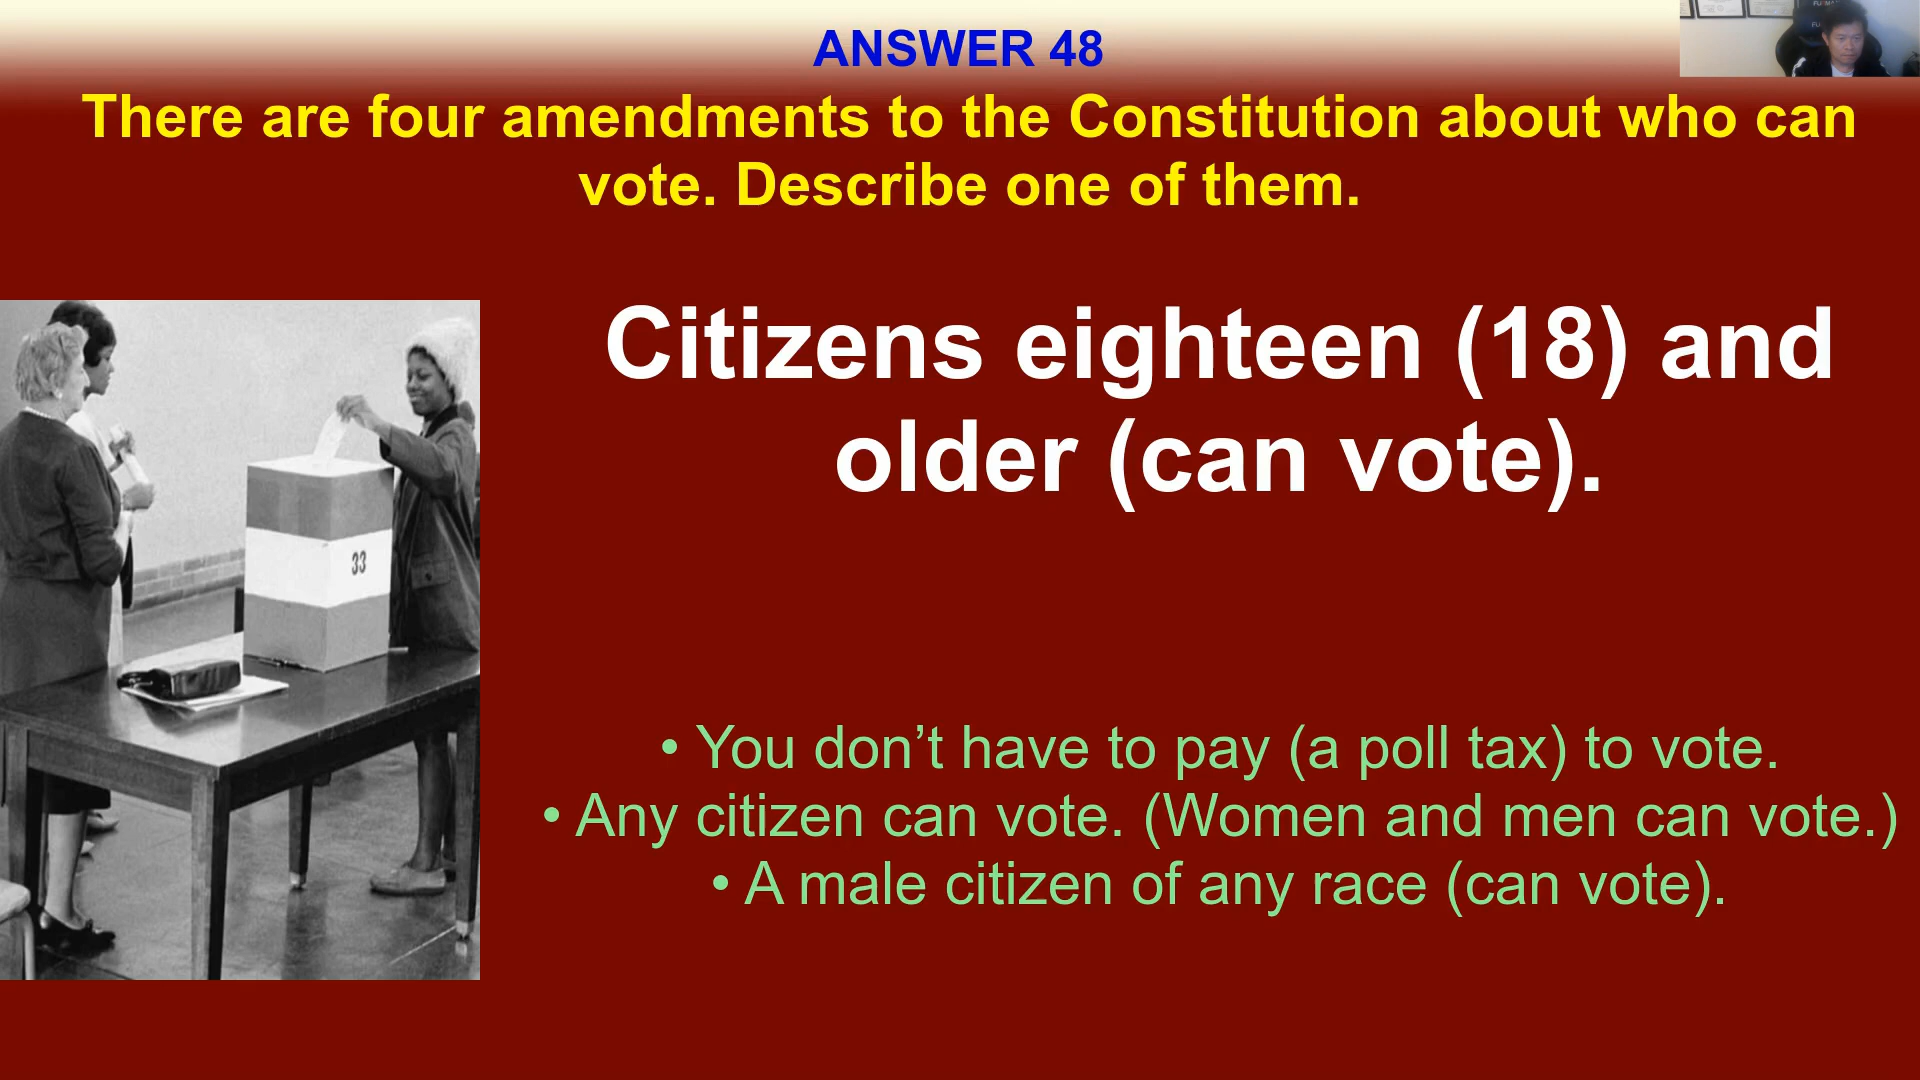 ANSWER 48
There are four amendments to the Constitution about who can
vote. Describe one of them.
Citizens eighteen (18) and
older (can vote).
33
• You don’t have to pay (a poll tax) to vote.
• Any citizen can vote. (Women and men can vote.)
• A male citizen of any race (can vote).